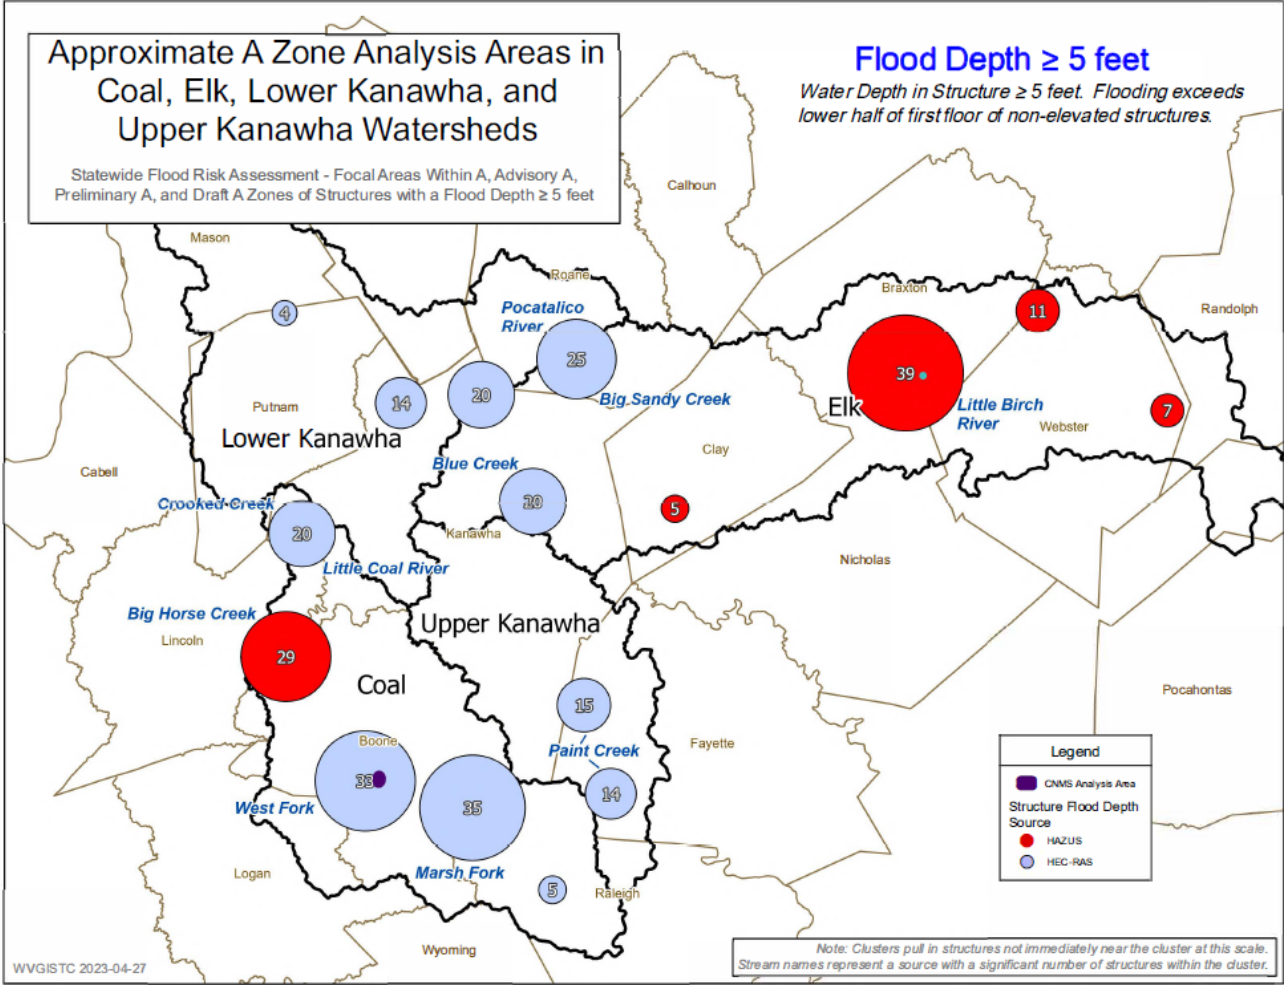 Approximate A Zone Analysis Areas in
Coal, Elk, Lower Kanawha, and
Upper Kanawha Watersheds
Statewide Flood Risk Assessment - Focal Areas Within A, Advisory A,
Preliminary A, and Draft A Zones of Structures with a Flood Depth ≥ 5 feet
Flood Depth ≥ 5 feet
Water Depth in Structure ≥ 5 feet. Flooding exceeds
lower half of first floor of non-elevated structures.
Calhoun
Mason
Roane
Braxton
Randolph
Pocatalico
River
4
11
25
39
20
14
Big Sandy Creek
Elk
Little Birch
River
7
Putnam
Lower Kanawha
Webster
Clay
Cabell
Blue Creek
Crooked Creek
20
5
20
Kanawha
Nicholas
Little Coal River
Big Horse Creek
Upper Kanawha
Lincoln
29
Coal
Pocahontas
15
Boone
Paint Creek
Fayette
33
West Fork
35
14
Marsh Fork
Logan
5
Raleigh
Wyoming
Legend
CNMS Analysis Area
Structure Flood Depth
Source
HAZUS
HEC-RAS
WVGISTC 2023-04-27
Note: Clusters pull in structures not immediately near the cluster at this scale.
Stream names represent a source with a significant number of structures within the cluster.